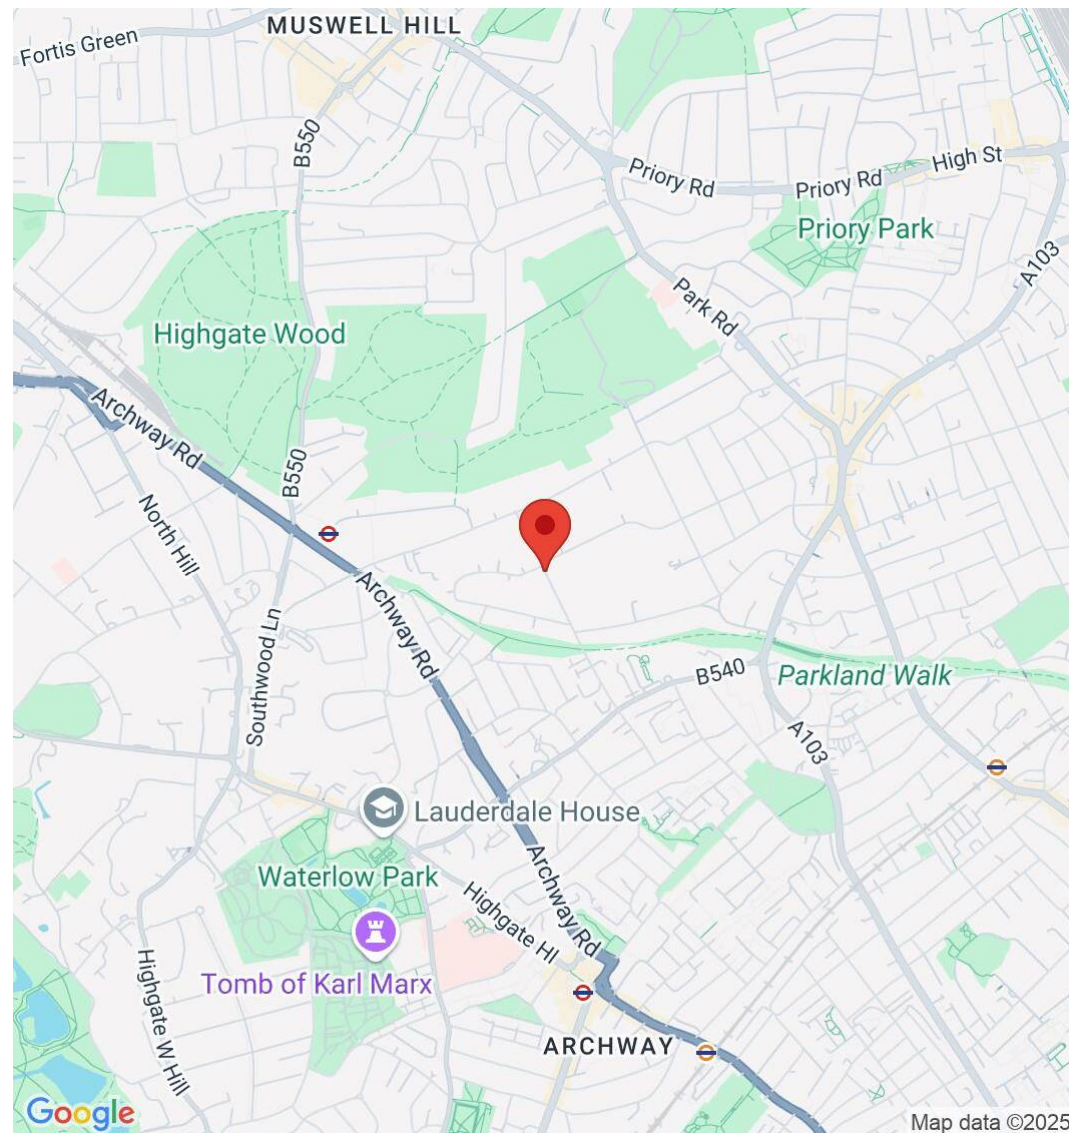 MUSWELL HILL
Fortis Green
B550
Priory Rd
Priory Rd
High St
Priory Park
A103
Park Rd
Highgate Wood
Archway Rd
B550
North Hill
Archway Rd
Southwood Ln
B540
Parkland Walk
A103
Lauderdale House
Archway Rd
Waterlow Park
Highgate Hl
Tomb of Karl Marx
Highgate W Hill
ARCHWAY
Google
Map data ©2025